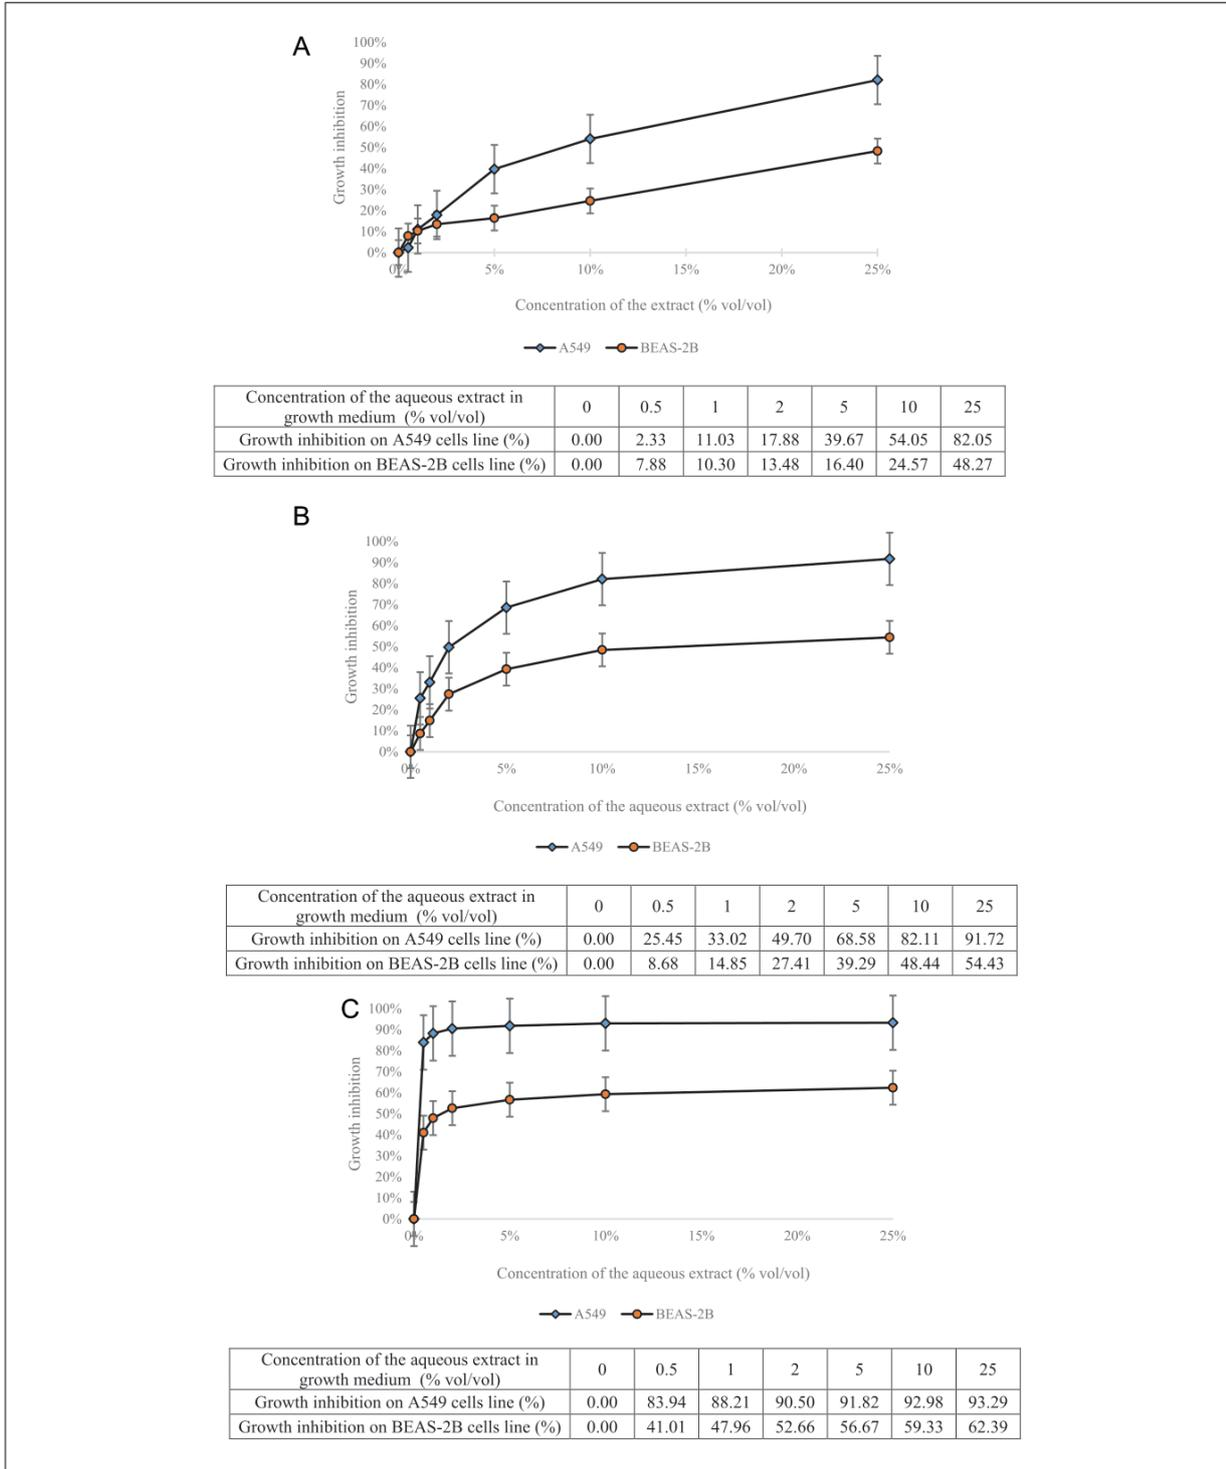 A
100%
90%
80%
70%
60%
50%
40%
30%
20%
10%
0%
Growth inhibition
0% 5% 10% 15% 20% 25%
Concentration of the extract (% vol/vol)
A549 BEAS-2B
Concentration of the aqueous extract in
growth medium (% vol/vol) 0 0.5 1 2 5 10 25
Growth inhibition on A549 cells line (%) 0.00 2.33 11.03 17.88 39.67 54.05 82.05
Growth inhibition on BEAS-2B cells line (%) 0.00 7.88 10.30 13.48 16.40 24.57 48.27
B
100%
90%
80%
70%
60%
50%
40%
30%
20%
10%
0%
Growth inhibition
0% 5% 10% 15% 20% 25%
Concentration of the aqueous extract (% vol/vol)
A549 BEAS-2B
Concentration of the aqueous extract in
growth medium (% vol/vol) 0 0.5 1 2 5 10 25
Growth inhibition on A549 cells line (%) 0.00 25.45 33.02 49.70 68.58 82.11 91.72
Growth inhibition on BEAS-2B cells line (%) 0.00 8.68 14.85 27.41 39.29 48.44 54.43
C
100%
90%
80%
70%
60%
50%
40%
30%
20%
10%
0%
Growth inhibition
0% 5% 10% 15% 20% 25%
Concentration of the aqueous extract (% vol/vol)
A549 BEAS-2B
Concentration of the aqueous extract in
growth medium (% vol/vol) 0 0.5 1 2 5 10 25
Growth inhibition on A549 cells line (%) 0.00 83.94 88.21 90.50 91.82 92.98 93.29
Growth inhibition on BEAS-2B cells line (%) 0.00 41.01 47.96 52.66 56.67 59.33 62.39